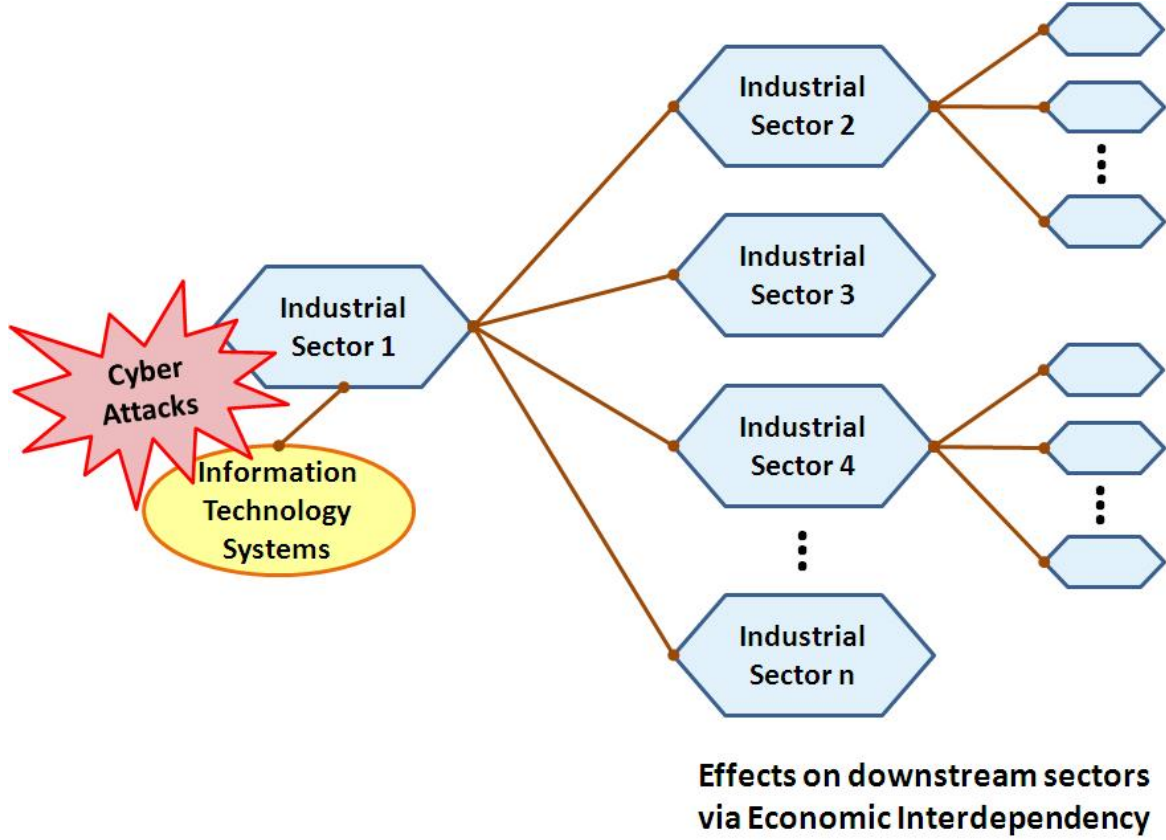 Industrial
Sector 2
Industrial
Sector 3
Industrial
Sector 1
Cyber
Attacks
Information
Technology
Systems
Industrial
Sector 4
Industrial
Sector n
Effects on downstream sectors
via Economic Interdependency